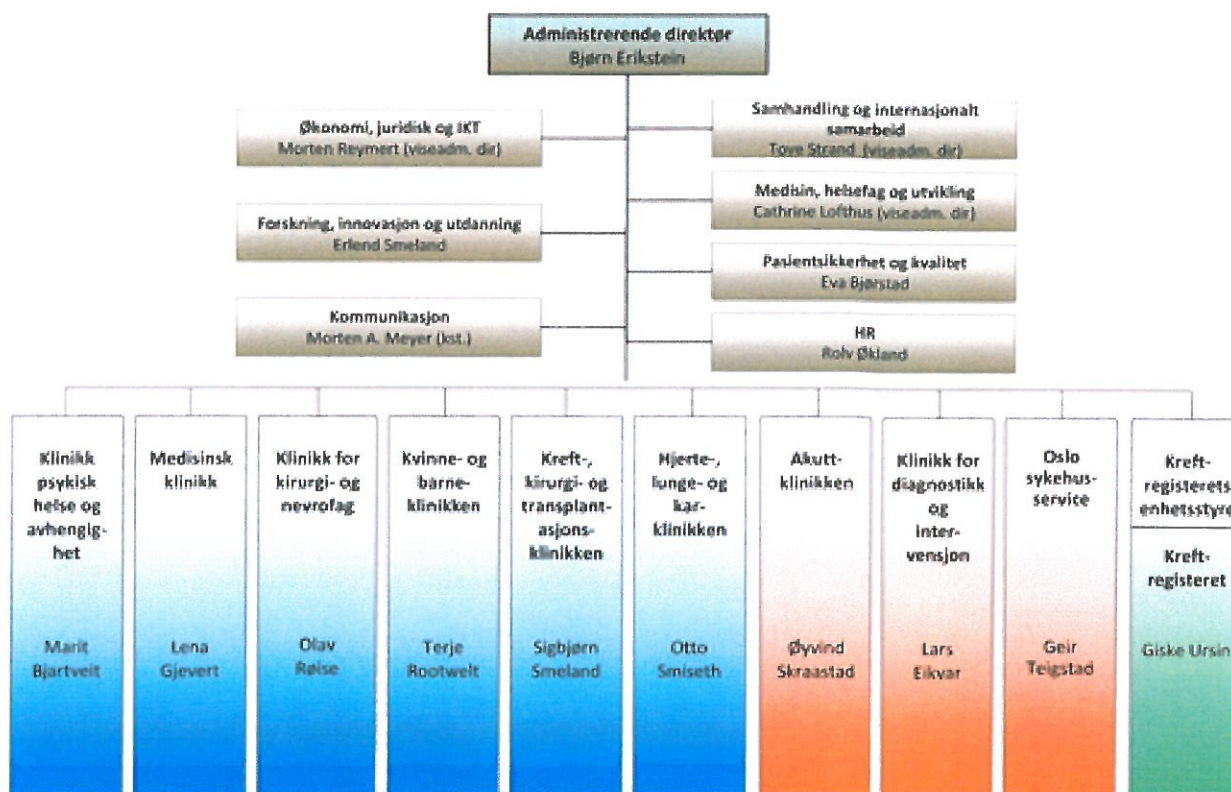 Administrerende direktør
Bjørn Erikstein
Økonomi, juridisk og IKT
Morten Reymert (viseadm. dir)
Samhandling og internasjonalt
samarbeid
Tove Strand (viseadm. dir)
Medisin, helsefag og utvikling
Cathrine Lofthus (viseadm. dir)
Forskning, innovasjon og utdanning
Erlend Smeland
Pasientsikkerhet og kvalitet
Eva Bjørstad
Kommunikasjon
Morten A. Meyer (kst.)
HR
Rolv Økland
Klinikk
psykisk
helse og
avhengig-
het
Marit
Bjartveit
Medisinsk
klinikk
Lena
Gjevert
Klinikk for
kirurgi- og
nevrofag
Olav
Røise
Kvinne- og
barne-
klinikken
Terje
Rootwelt
Kreft-,
kirurgi- og
transplant-
asjons-
klinikken
Sigbjørn
Smeland
Hjerte-,
lunge- og
kar-
klinikken
Otto
Smiseth
Akutt-
klinikken
Øyvind
Skraastad
Klinikk for
diagnostikk
og
inter-
vensjon
Lars
Eikvar
Oslo
sykehus-
service
Geir
Teigstad
Kreft-
registerets
enhetsstyre
Kreft-
registeret
Giske Ursin